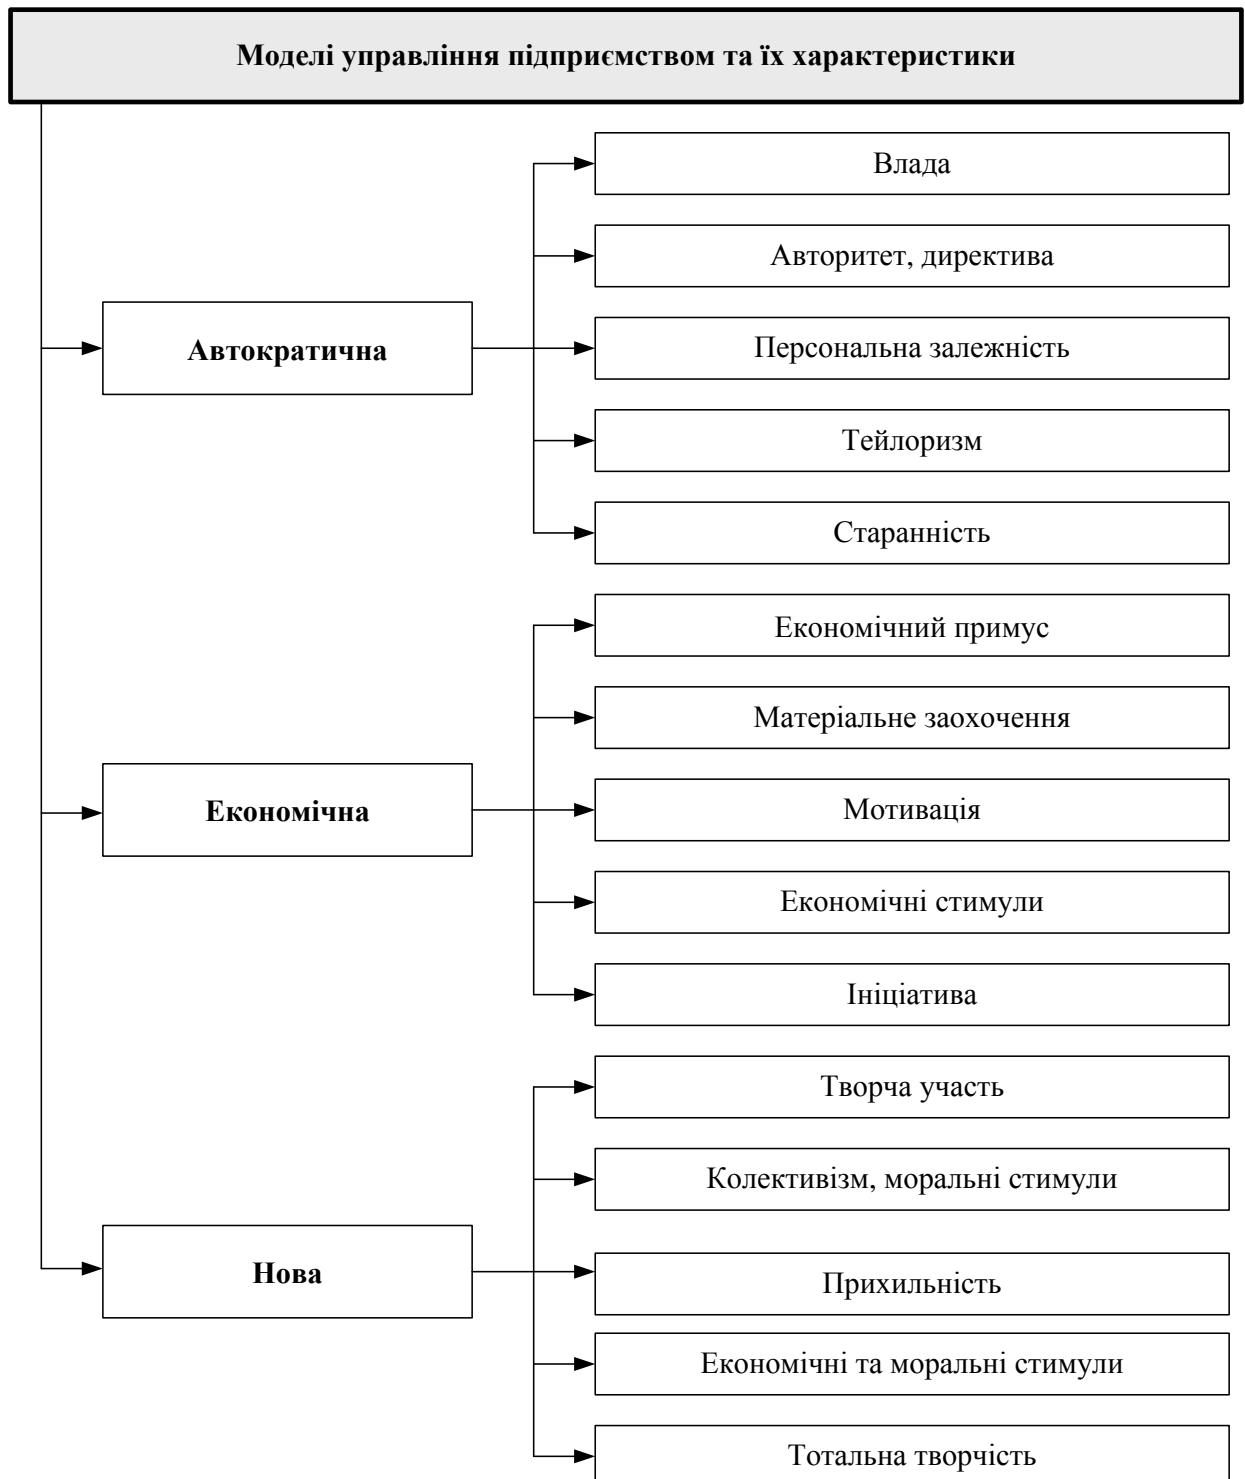 Моделі управління підприємством та їх характеристики
Влада
Авторитет, директива
Автократична
Персональна залежність
Тейлоризм
Старанність
Економічний примус
Матеріальне заохочення
Економічна
Мотивація
Економічні стимули
Ініціатива
Творча участь
Колективізм, моральні стимули
Нова
Прихильність
Економічні та моральні стимули
Тотальна творчість